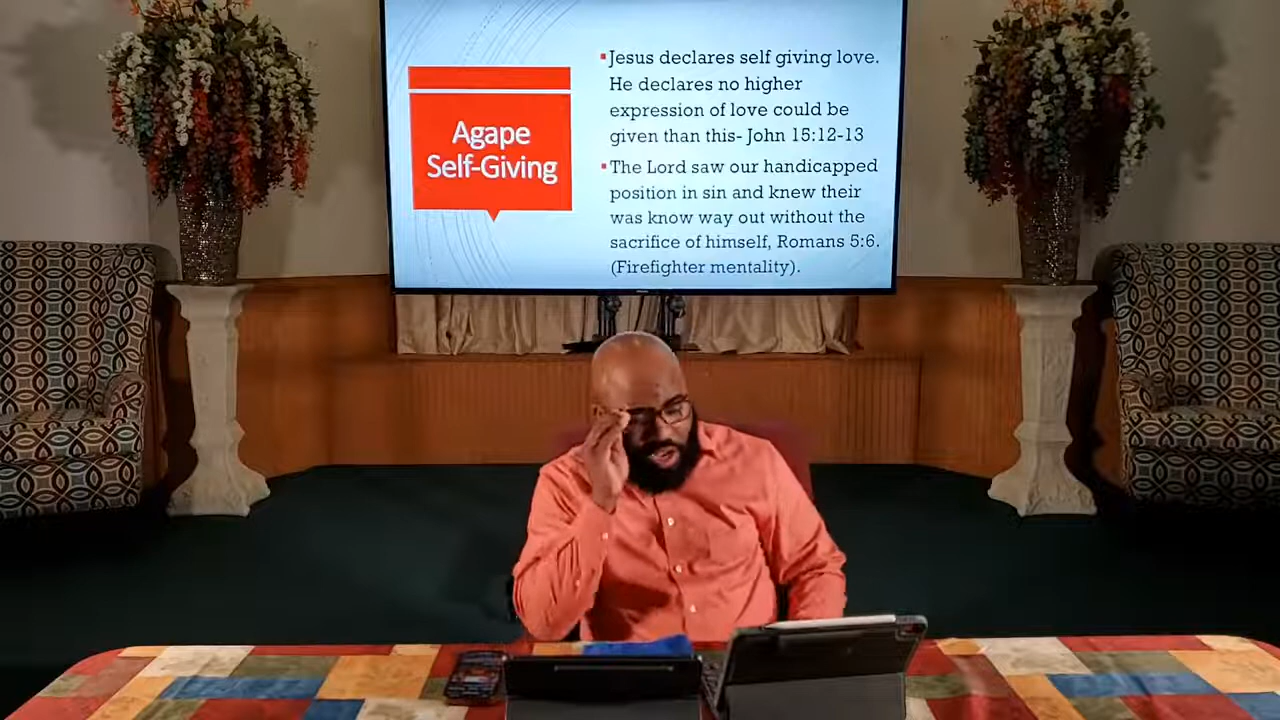 Agape
Self-Giving
Jesus declares self giving love.
He declares no higher
expression of love could be
given than this- John 15:12-13
The Lord saw our handicapped
position in sin and knew their
was know way out without the
sacrifice of himself, Romans 5:6.
(Firefighter mentality).